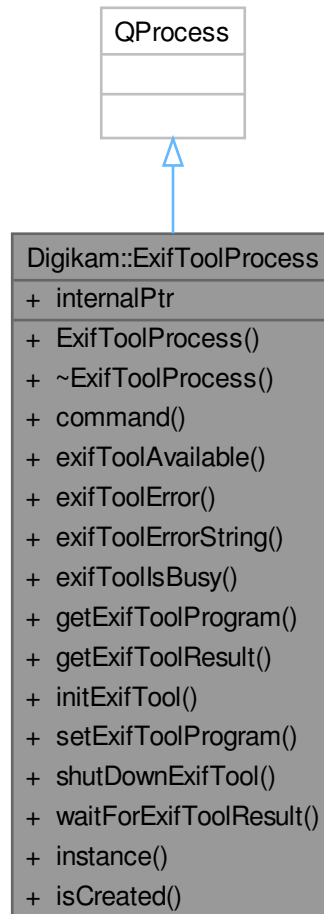 QProcess
Digikam::ExifToolProcess
+ internalPtr
+ ExifToolProcess()
+ ~ExifToolProcess()
+ command()
+ exifToolAvailable()
+ exifToolError()
+ exifToolErrorString()
+ exifToolIsBusy()
+ getExifToolProgram()
+ getExifToolResult()
+ initExifTool()
+ setExifToolProgram()
+ shutDownExifTool()
+ waitForExifToolResult()
+ instance()
+ isCreated()